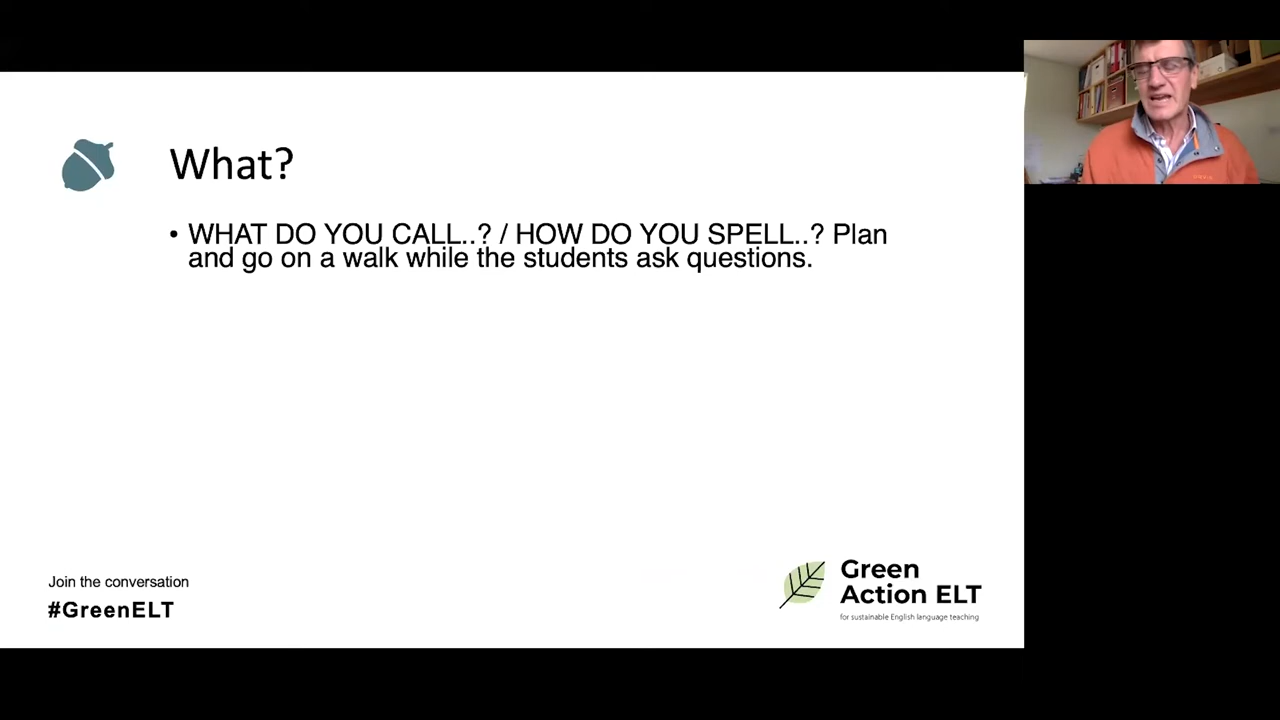 What?
• WHAT DO YOU CALL..? / HOW DO YOU SPELL..? Plan
and go on a walk while the students ask questions.
Join the conversation
#GreenELT
Green
Action ELT
for sustainable English language teaching